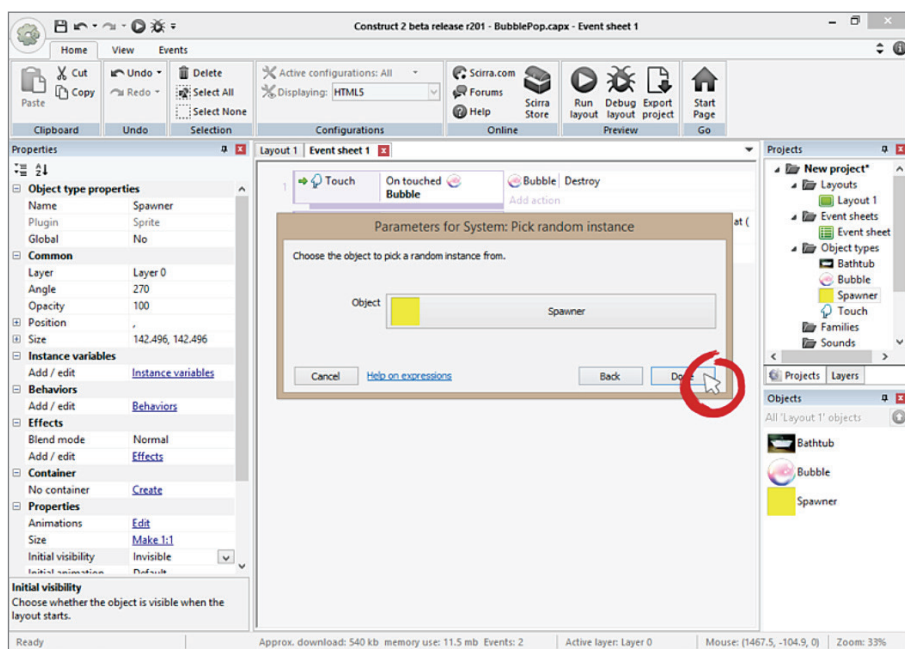 Construct 2 beta release r201 - BubblePop.capx - Event sheet 1
Home View Events
Paste
Cut
Copy
Clipboard
Undo
Redo
Undo
Delete
Select All
Select None
Selection
Active configurations: All
Displaying: HTML5
Configurations
Scirra.com
Forums
Help
Scirra
Store
Online
Run
layout
Debug
layout
Export
project
Preview
Start
Page
Go
Properties
Object type properties
Name Spawner
Plugin Sprite
Global No
Common
Layer Layer 0
Angle 270
Opacity 100
Position ,
Size 142.496, 142.496
Instance variables
Add / edit Instance variables
Behaviors
Add / edit Behaviors
Effects
Blend mode Normal
Add / edit Effects
Container
No container Create
Properties
Animations Edit
Size Make 1:1
Initial visibility Invisible
Initial animation Default
Initial visibility
Choose whether the object is visible when the
layout starts.
Layout 1 Event sheet 1
1 Touch On touched Bubble
Bubble Destroy
Add action
at (
Parameters for System: Pick random instance
Choose the object to pick a random instance from.
Object Spawner
Cancel Help on expressions Back
Projects
New project*
Layouts
Layout 1
Event sheets
Event sheet
Object types
Bathtub
Bubble
Spawner
Touch
Families
Sounds
Projects Layers
Objects
All 'Layout 1' objects
Bathtub
Bubble
Spawner
Ready Approx. download: 540 kb memory use: 11.5 mb Events: 2 Active layer: Layer 0 Mouse: (1467.5, -104.9, 0) Zoom: 33%